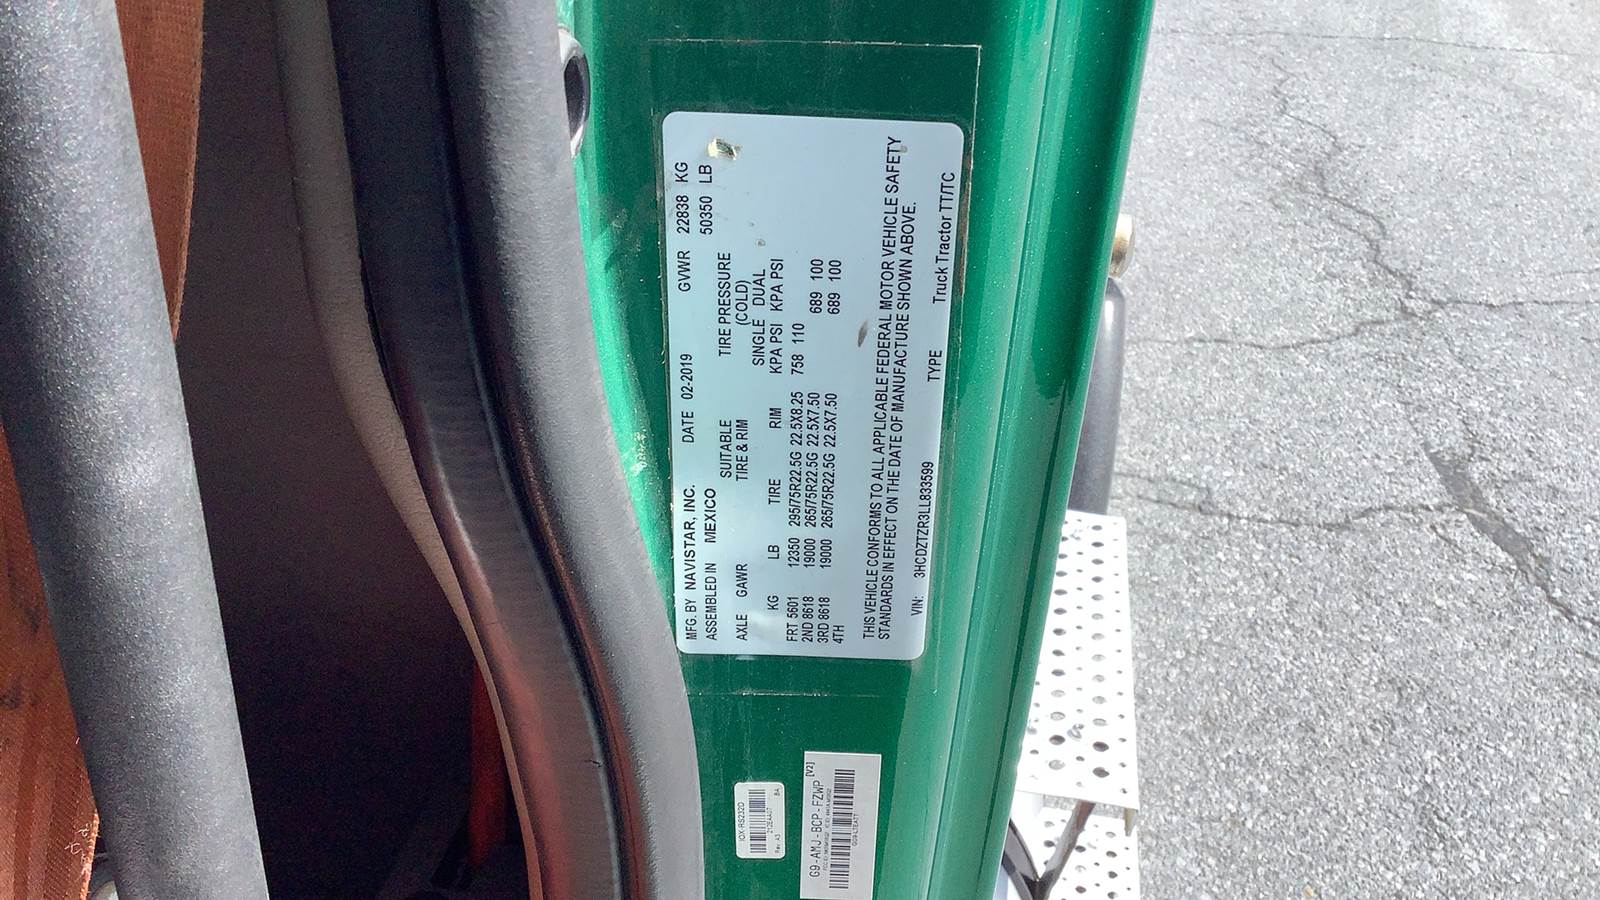 MFG. BY NAVISTAR, INC. DATE 02-2019 GVWR 22838 KG
ASSEMBLED IN MEXICO 50350 LB
AXLE GAWR SUITABLE TIRE & RIM TIRE PRESSURE (COLD)
SINGLE DUAL
KG LB TIRE RIM KPA PSI KPA PSI
FRT 5601 12350 295/75R22.5G 22.5X8.25 758 110
2ND 8618 19000 265/75R22.5G 22.5X7.50 689 100
3RD 8618 19000 265/75R22.5G 22.5X7.50 689 100
4TH
THIS VEHICLE CONFORMS TO ALL APPLICABLE FEDERAL MOTOR VEHICLE SAFETY
STANDARDS IN EFFECT ON THE DATE OF MANUFACTURE SHOWN ABOVE.
VIN: 3HCDZTZR3LL833599 TYPE Truck Tractor TT/TC
Rev. A3 BA
G9-AMJ-BCP-FZWP [V2]